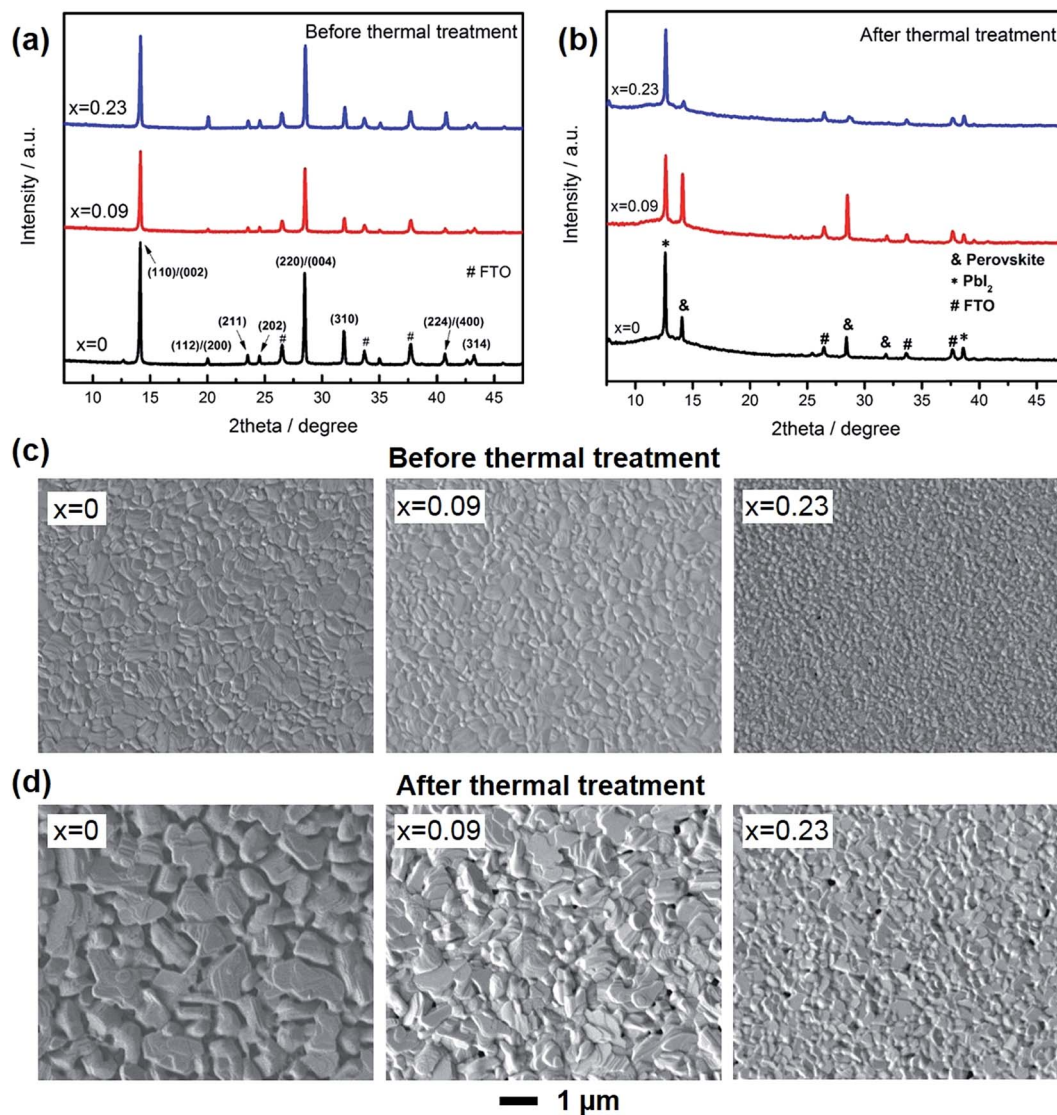 (a)
Before thermal treatment
x=0.23
x=0.09
x=0
(110)/(002)
(112)/(200)
(211)
(202)
#
(220)/(004)
(310)
#
#
(224)/(400)
(314)
# FTO
Intensity / a.u.
10 15 20 25 30 35 40 45
2theta / degree
(b)
After thermal treatment
x=0.23
x=0.09
x=0
& Perovskite
* PbI₂
# FTO
*
&
#
&
&
#
#
*
Intensity / a.u.
10 15 20 25 30 35 40 45
2theta / degree
(c)
Before thermal treatment
x=0
x=0.09
x=0.23
(d)
After thermal treatment
x=0
x=0.09
x=0.23
1 µm